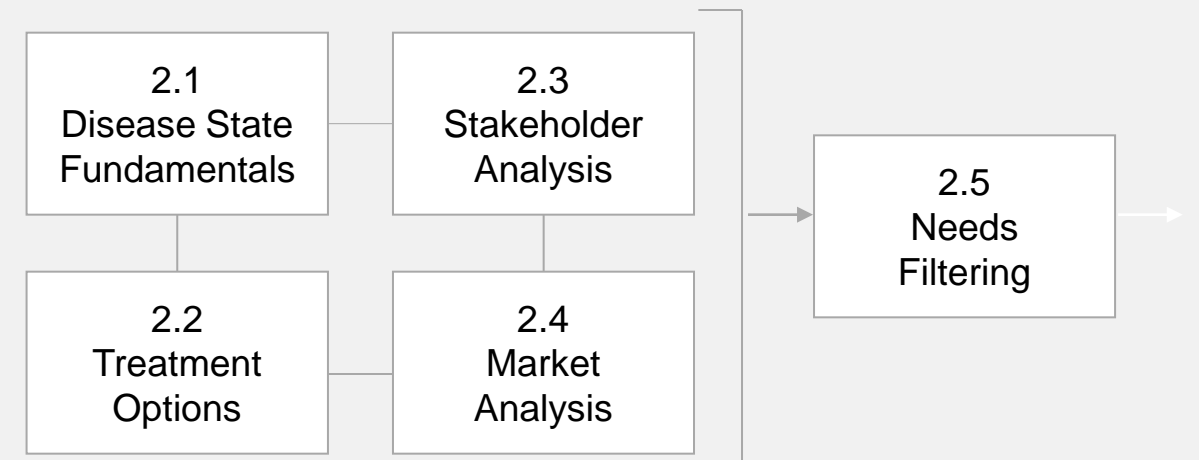 2.1
Disease State
Fundamentals
2.3
Stakeholder
Analysis
2.2
Treatment
Options
2.4
Market
Analysis
2.5
Needs
Filtering